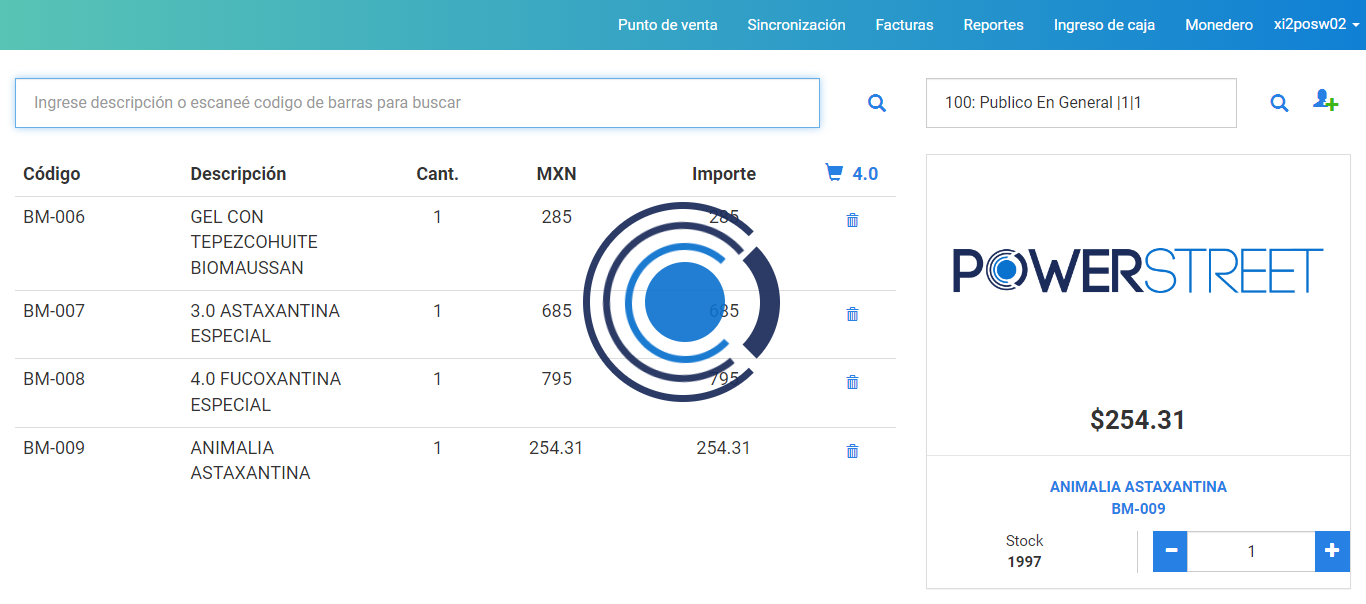 Punto de venta Sincronización Facturas Reportes Ingreso de caja Monedero xi2posw02
Ingrese descripción o escaneé codigo de barras para buscar
100: Publico En General |1|1
Código Descripción Cant. MXN Importe 4.0
BM-006 GEL CON 1 285 285
TEPEZCOHUITE
BIOMAUSSAN
BM-007 3.0 ASTAXANTINA 1 685 685
ESPECIAL
BM-008 4.0 FUCOXANTINA 1 795 795
ESPECIAL
BM-009 ANIMALIA 1 254.31 254.31
ASTAXANTINA
POWERSTREET
$254.31
ANIMALIA ASTAXANTINA
BM-009
Stock
1997
1